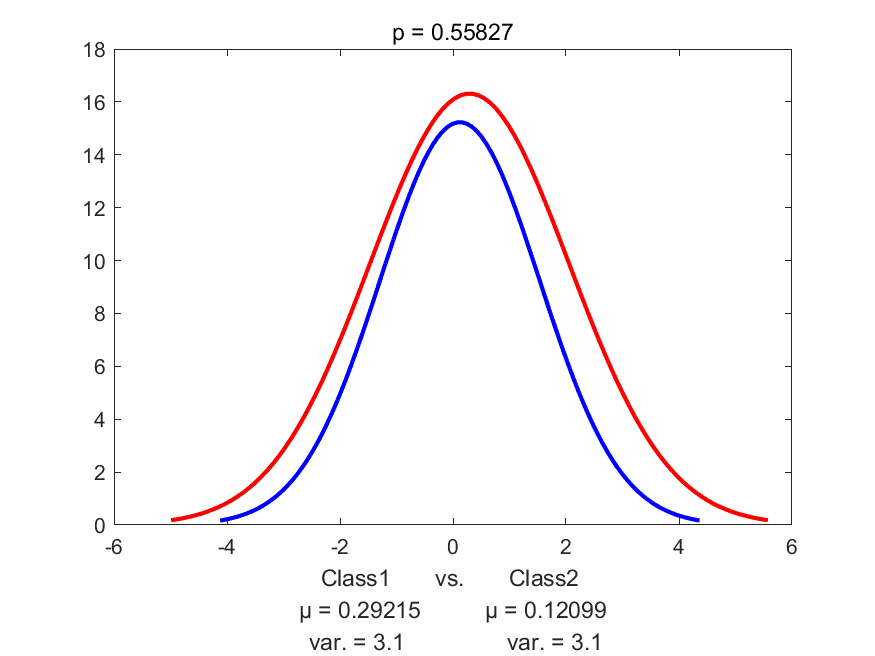 p = 0.55827
18
16
14
12
10
8
6
4
2
0
-6 -4 -2 0 2 4 6
Class1 vs. Class2
μ = 0.29215 μ = 0.12099
var. = 3.1 var. = 3.1